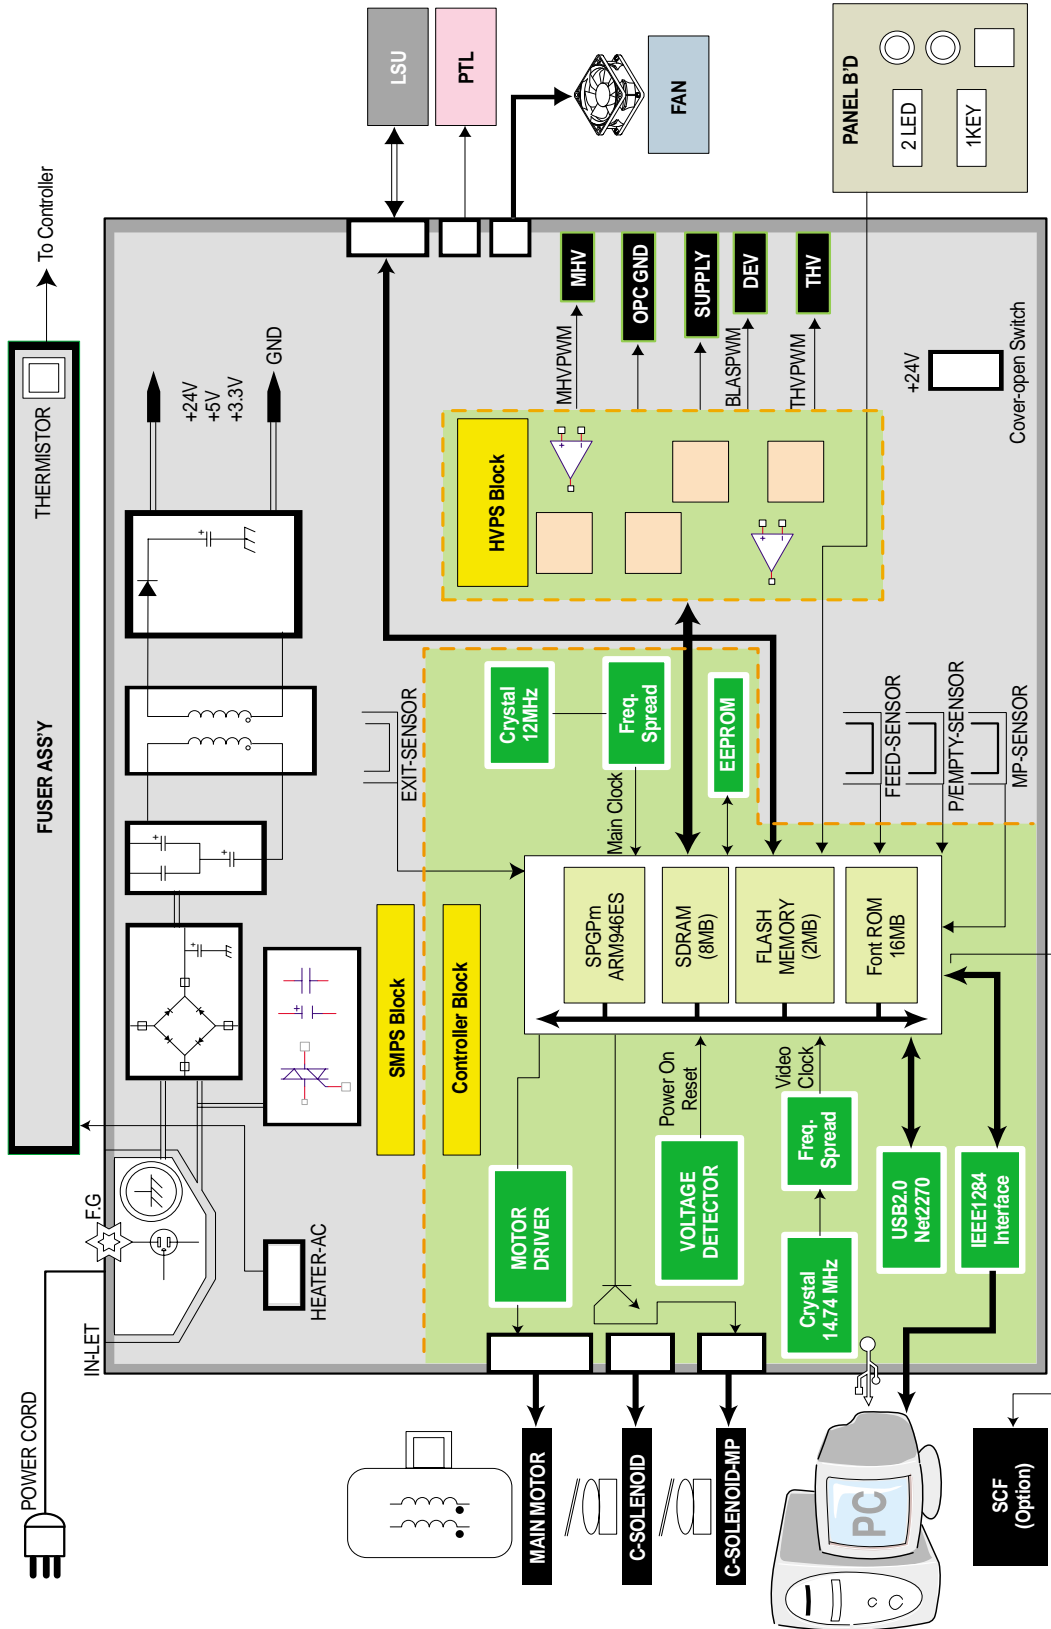 POWER CORD
IN-LET
F.G
FUSER ASS'Y
THERMISTOR
To Controller
HEATER-AC
+24V
+5V
+3.3V
GND
LSU
PTL
FAN
SMPS Block
EXIT-SENSOR
HVPS Block
MHVPWM
MHV
OPC GND
SUPPLY
BLASPWM
DEV
THVPWM
THV
PANEL B'D
2 LED
1KEY
+24V
Cover-open Switch
Controller Block
Crystal
12MHz
Freq.
Spread
Main Clock
EEPROM
SPGPm
ARM946ES
SDRAM
(8MB)
FLASH
MEMORY
(2MB)
Font ROM
16MB
FEED-SENSOR
P/EMPTY-SENSOR
MP-SENSOR
MOTOR
DRIVER
VOLTAGE
DETECTOR
Power On
Reset
Video
Clock
Freq.
Spread
Crystal
14.74 MHz
USB2.0
Net2270
IEEE1284
Interface
MAIN MOTOR
C-SOLENOID
C-SOLENOID-MP
PC
SCF
(Option)